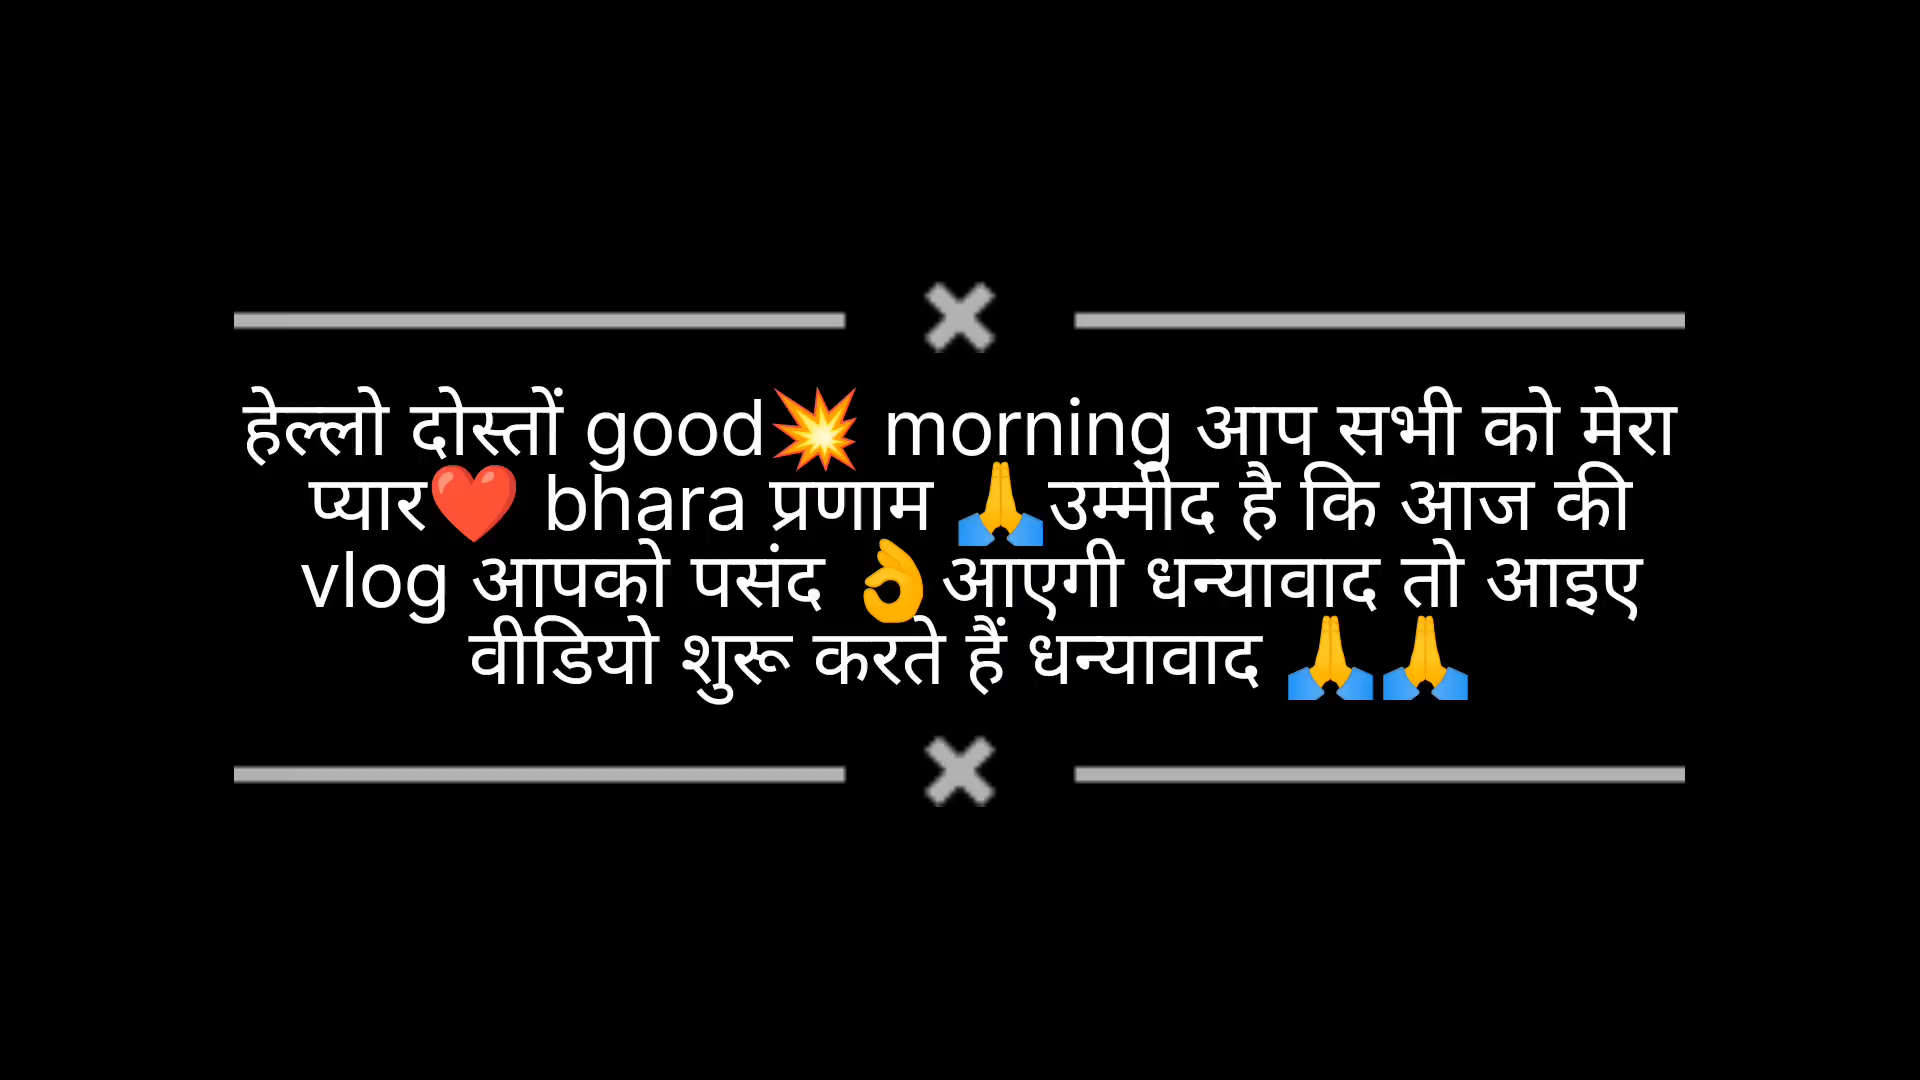 हेल्लो दोस्तों good💥 morning आप सभी को मेरा
प्यार❤️ bhara प्रणाम 🙏उम्मीद है कि आज की
vlog आपको पसंद 👌आएगी धन्यावाद तो आइए
वीडियो शुरू करते हैं धन्यावाद 🙏🙏